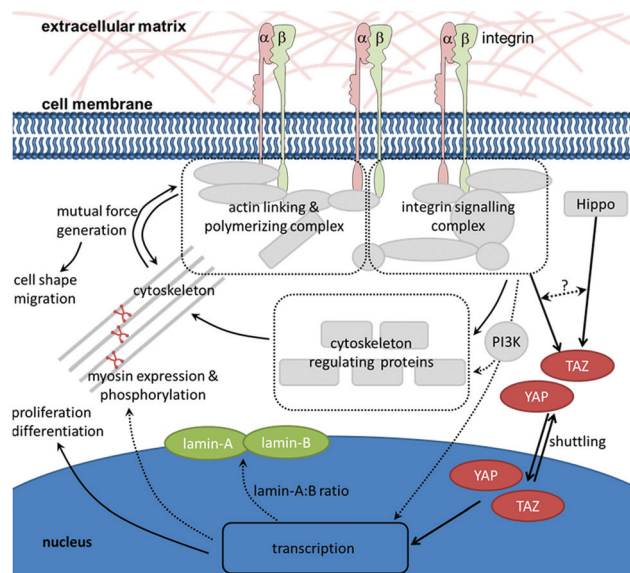 extracellular matrix
α β
α β
α β
integrin
cell membrane
actin linking &
polymerizing complex
integrin signalling
complex
Hippo
mutual force
generation
?
cell shape
migration
cytoskeleton
cytoskeleton
regulating proteins
PI3K
TAZ
YAP
myosin expression &
phosphorylation
proliferation
differentiation
lamin-A
lamin-B
shuttling
YAP
TAZ
lamin-A:B ratio
nucleus
transcription